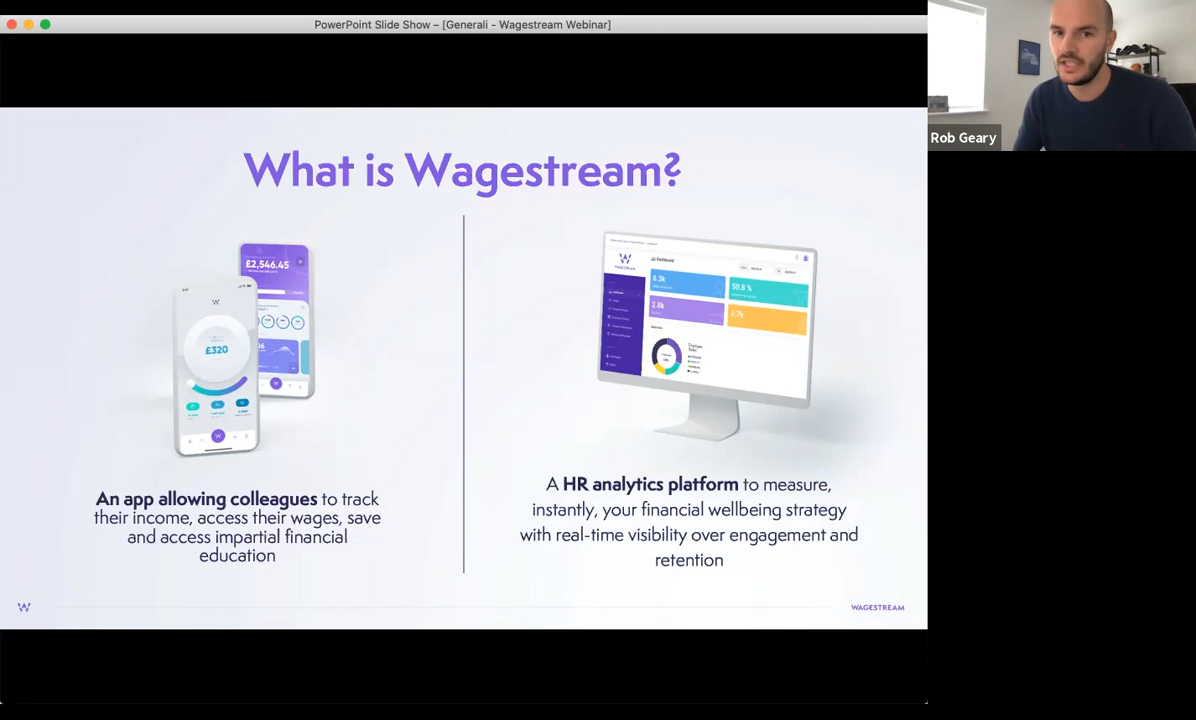 PowerPoint Slide Show – [Generali - Wagestream Webinar]
Rob Geary
What is Wagestream?
£2,546.45
£320
WAGESTREAM
Dashboard
6.3k
50.8 %
2.8k
6.7k
An app allowing colleagues to track
their income, access their wages, save
and access impartial financial
education
A HR analytics platform to measure,
instantly, your financial wellbeing strategy
with real-time visibility over engagement and
retention
WAGESTREAM